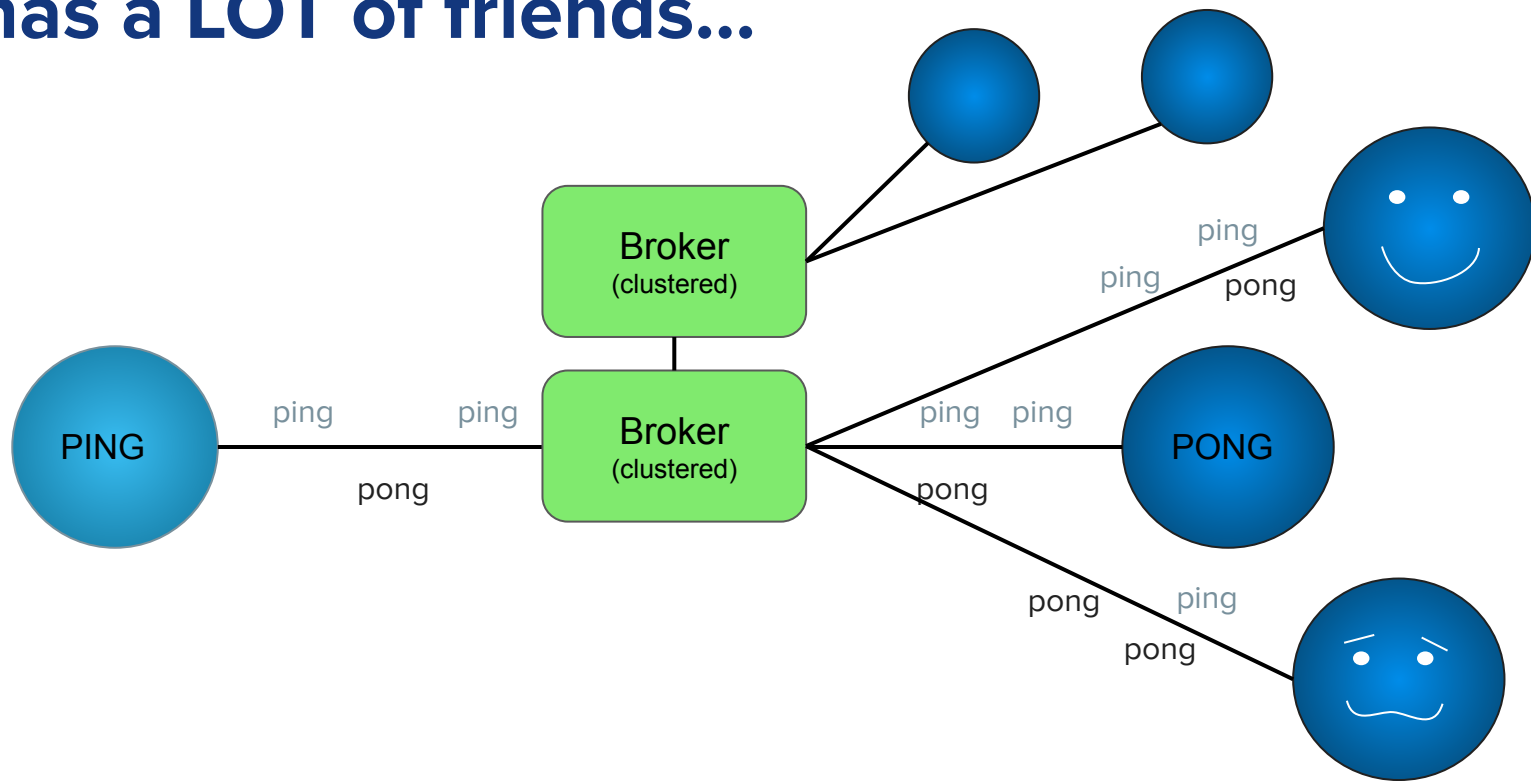 has a LOT of friends...
Broker
(clustered)
ping
ping
pong
PING
ping
ping
pong
Broker
(clustered)
ping
ping
pong
PONG
pong
ping
pong